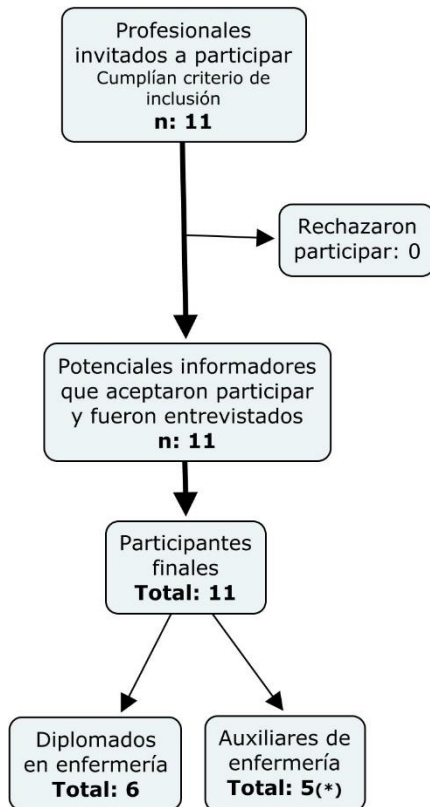 Profesionales
invitados a participar
Cumplían criterio de
inclusión
n: 11
Rechazaron
participar: 0
Potenciales informadores
que aceptaron participar
y fueron entrevistados
n: 11
Participantes
finales
Total: 11
Diplomados
en enfermería
Total: 6
Auxiliares de
enfermería
Total: 5(*)